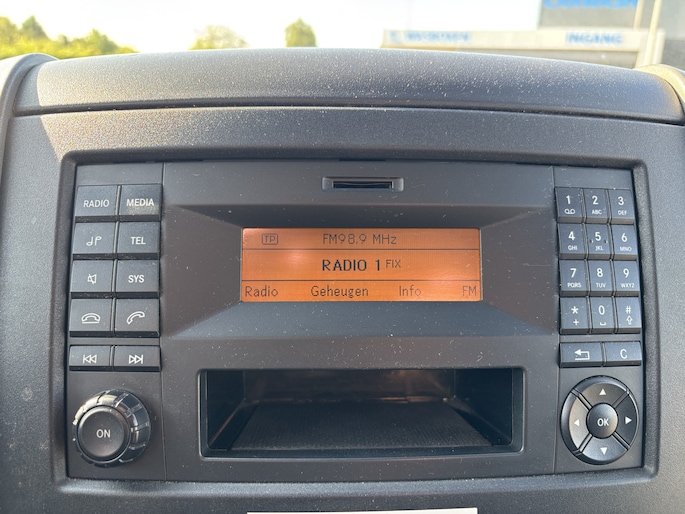 INGANG
RADIO MEDIA
TEL
SYS
ON
TP FM98.9 MHz
RADIO 1 FIX
Radio Geheugen Info FM
1 2 ABC 3 DEF
4 GHI 5 JKL 6 MNO
7 PQRS 8 TUV 9 WXYZ
* + 0 #
C
OK